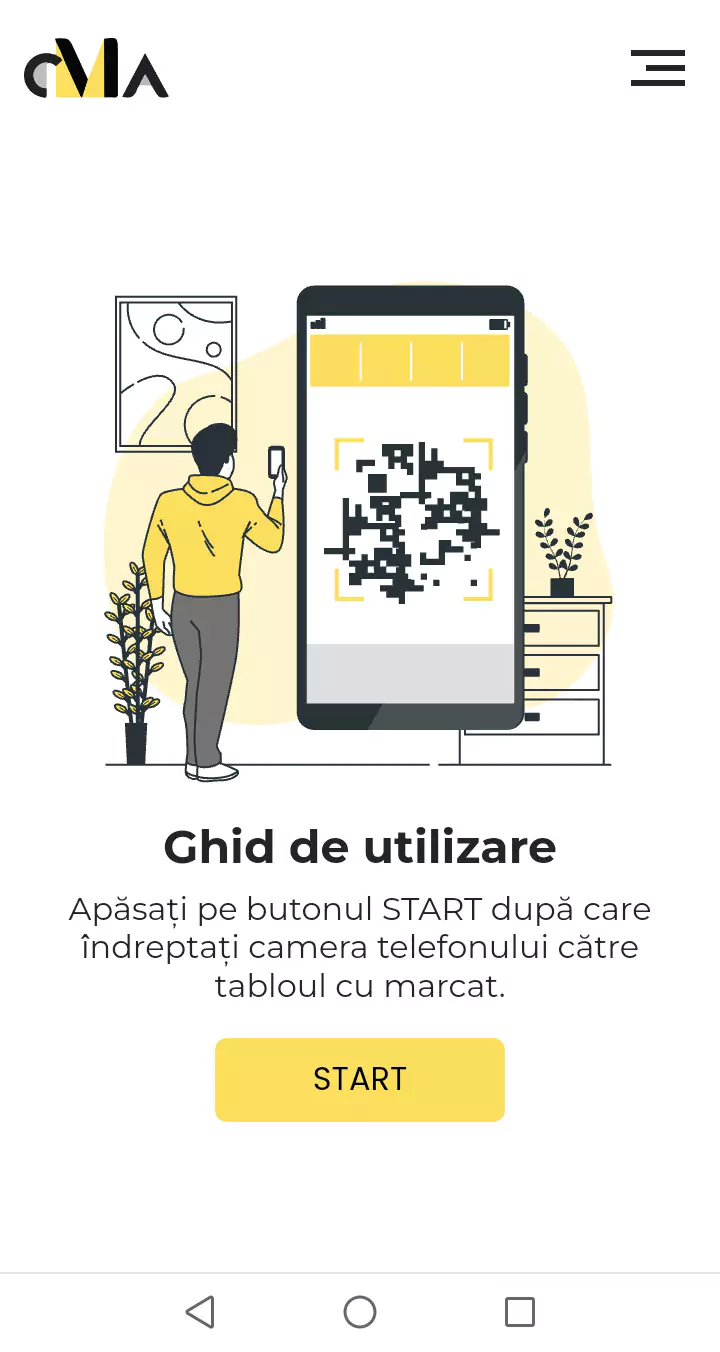 CMA
Ghid de utilizare
Apăsați pe butonul START după care
îndreptați camera telefonului către
tabloul cu marcat.
START